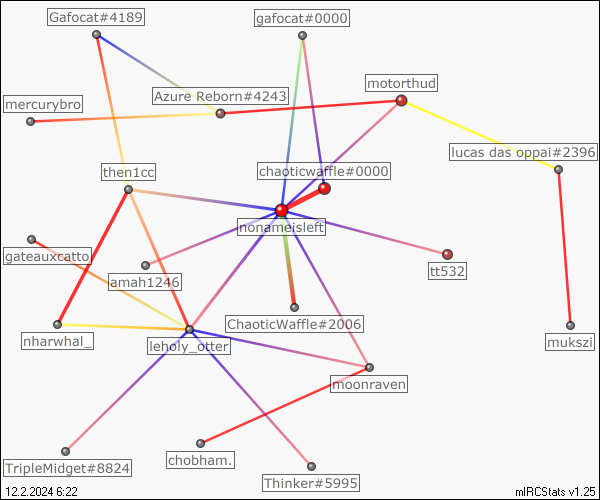 Gafocat#4189
gafocat#0000
motorthud
Azure Reborn#4243
mercurybro
lucas das oppai#2396
chaoticwaffle#0000
then1cc
nonameisleft
gateauxcatto
tt532
amah1246
ChaoticWaffle#2006
nharwhal_
leholy_otter
mukszi
moonraven
chobham.
TripleMidget#8824
Thinker#5995
12.2.2024 6:22
mIRCStats v1.25